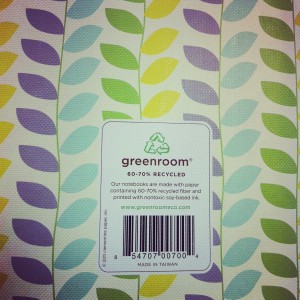 greenroom®
60-70% RECYCLED
Our notebooks are made with paper
containing 60-70% recycled fiber and
printed with nontoxic soy-based ink.
www.greenroomeco.com
8 54707 00700 4
MADE IN TAIWAN